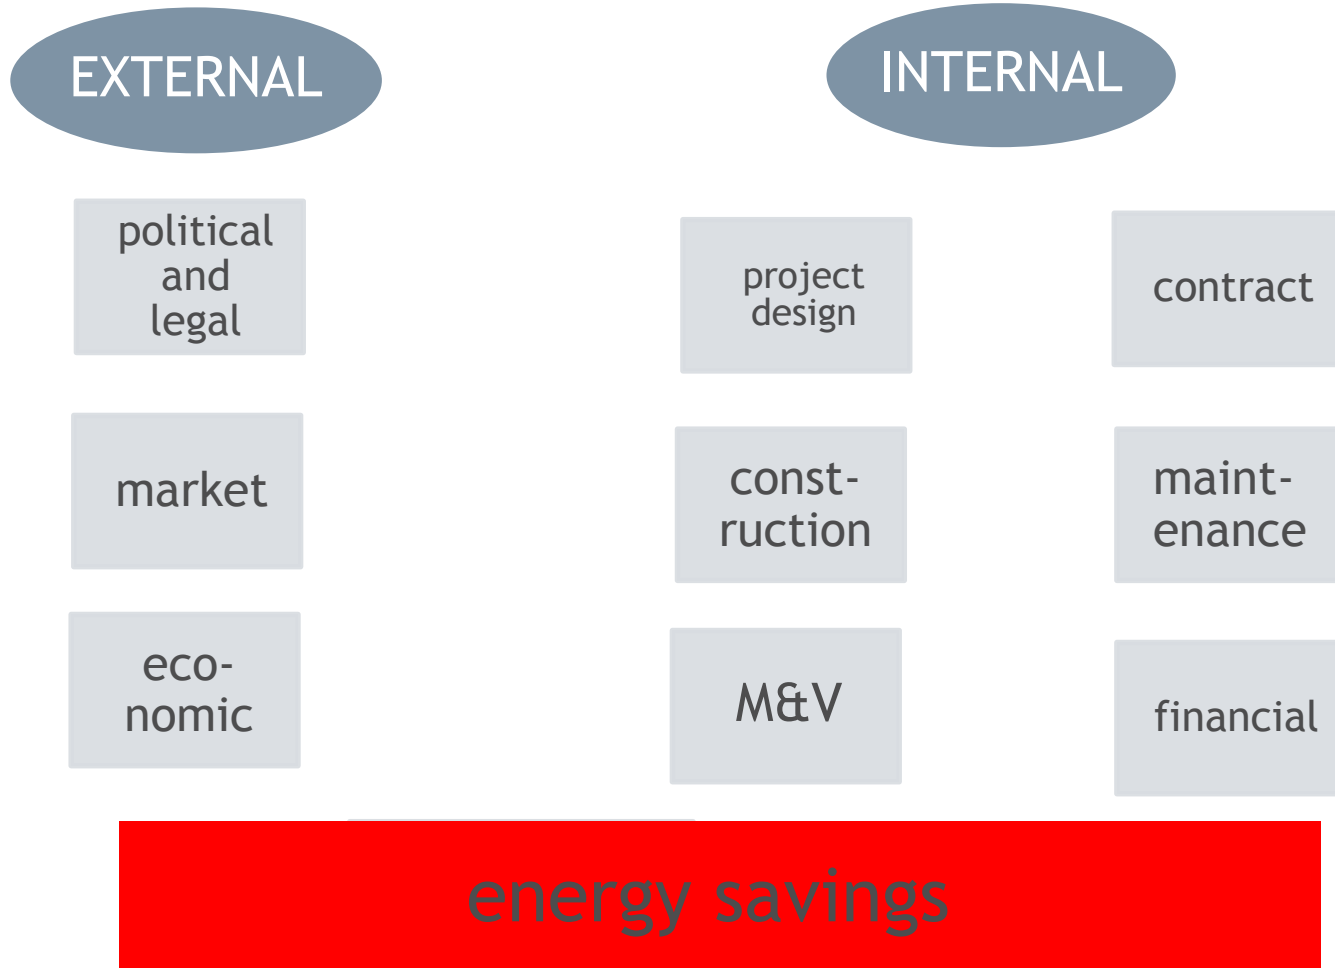 EXTERNAL
INTERNAL
political
and
legal
project
design
contract
market
const-
ruction
maint-
enance
eco-
nomic
M&V
financial
energy savings